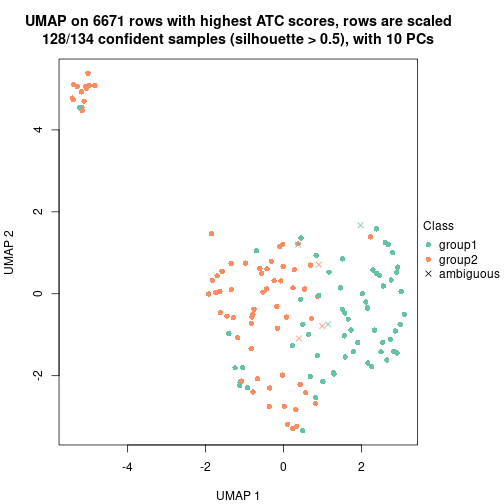 UMAP on 6671 rows with highest ATC scores, rows are scaled
128/134 confident samples (silhouette > 0.5), with 10 PCs
4
2
0
-2
UMAP 2
-4
-2
0
2
UMAP 1
Class
group1
group2
ambiguous